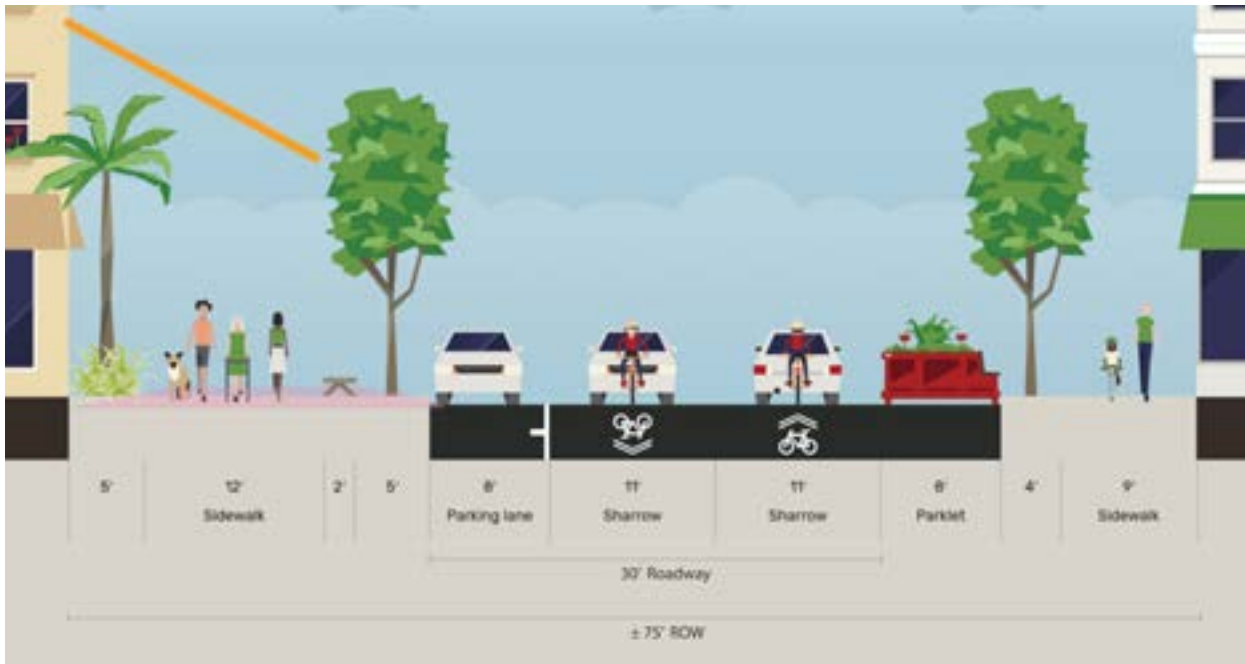 5' 12' 2' 5' 8' 11' 11' 8' 4' 9'
Sidewalk Parking lane Sharrow Sharrow Parklet Sidewalk
30' Roadway
± 75' ROW